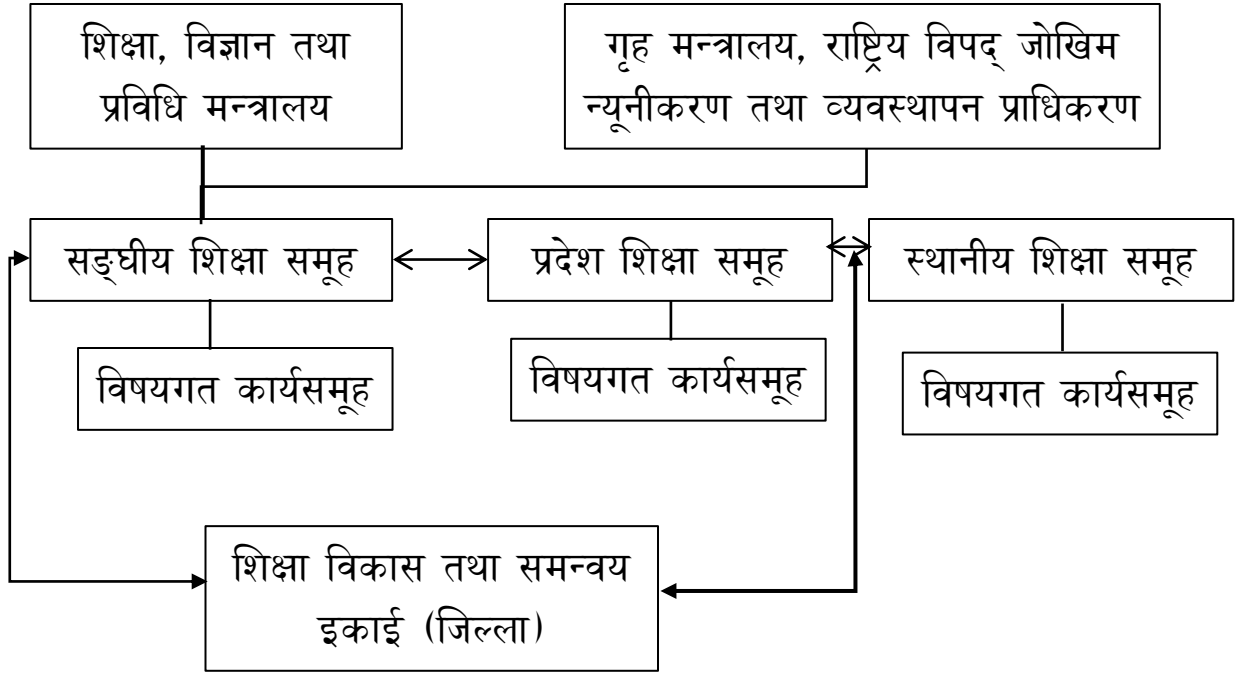 शिक्षा, विज्ञान तथा
प्रविधि मन्त्रालय
गृह मन्त्रालय, राष्ट्रिय विपद् जोखिम
न्यूनीकरण तथा व्यवस्थापन प्राधिकरण
सङ्घीय शिक्षा समूह
प्रदेश शिक्षा समूह
स्थानीय शिक्षा समूह
विषयगत कार्यसमूह
विषयगत कार्यसमूह
विषयगत कार्यसमूह
शिक्षा विकास तथा समन्वय
इकाई (जिल्ला)